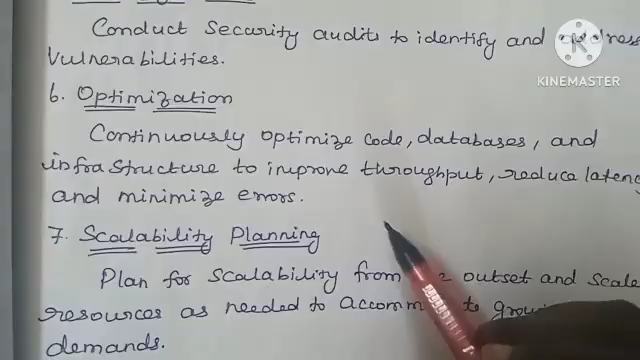 Conduct Security audits to identify and address
Vulnerabilities.
KINEMASTER
6. Optimization
Continuously optimize code, databases, and
infrastructure to improve throughput, reduce latency
and minimize errors.
7. Scalability Planning
Plan for scalability from outset and scale
resources as needed to
demands.